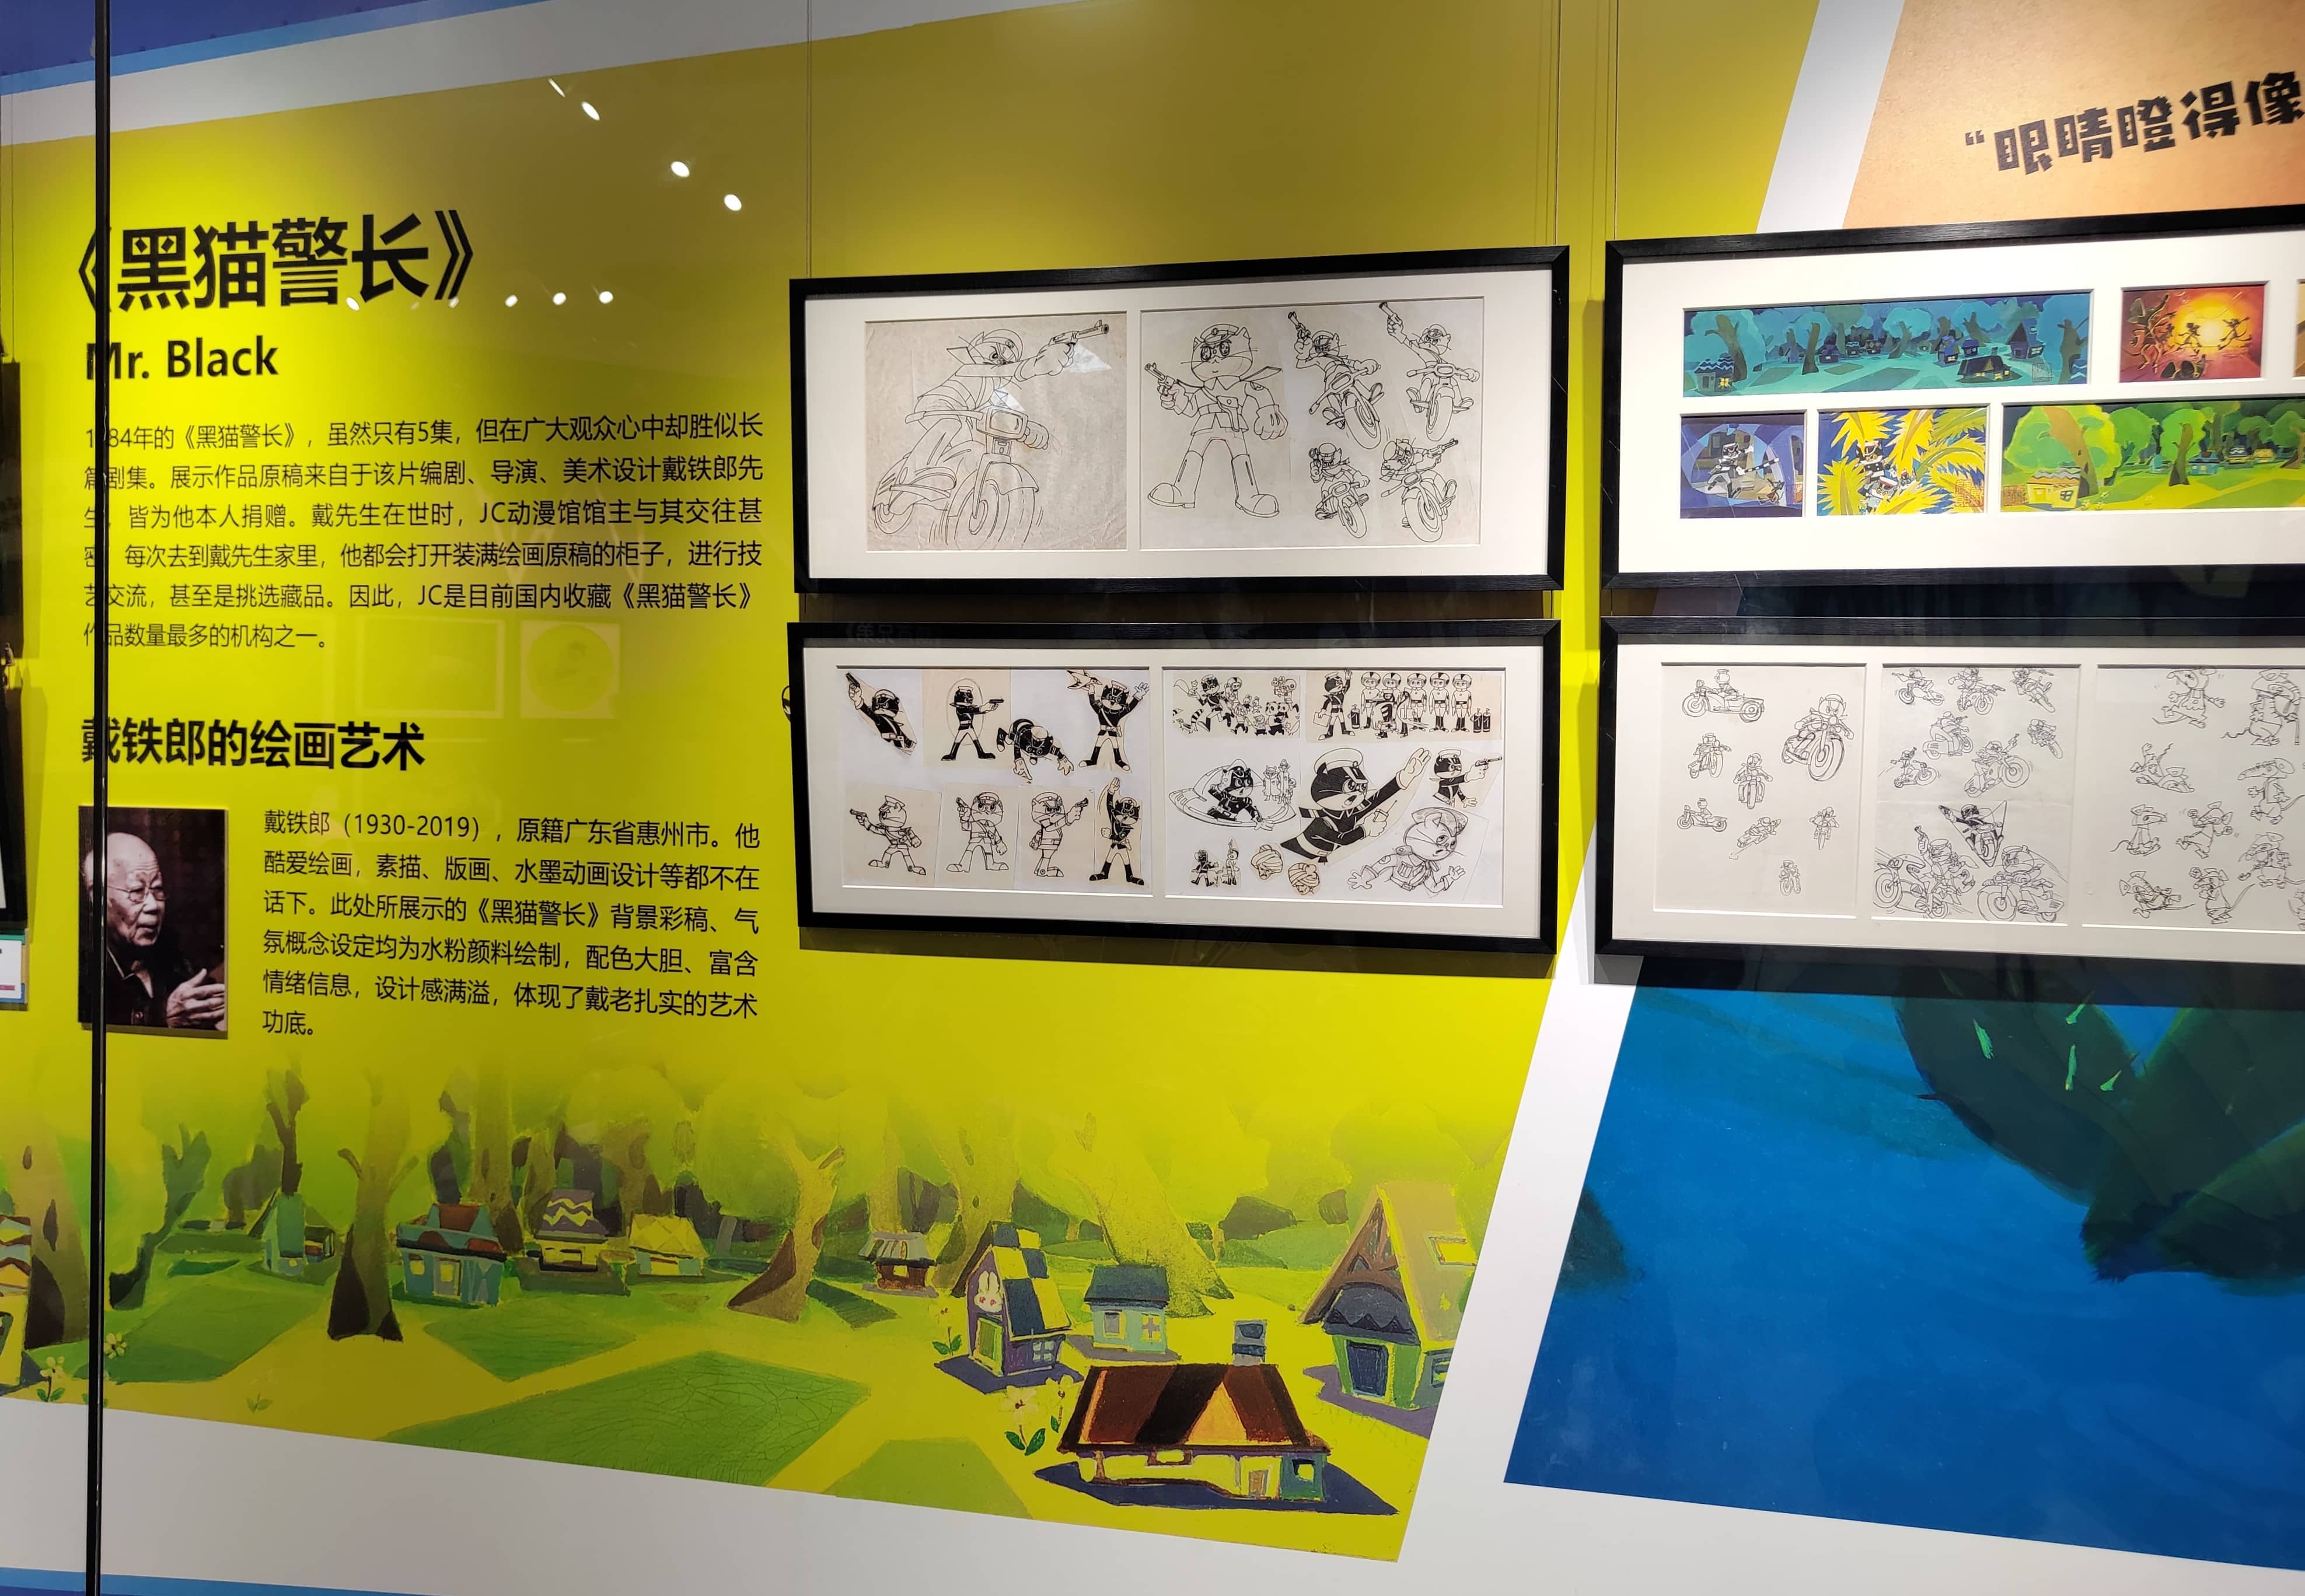 《黑猫警长》
Mr. Black
1984年的《黑猫警长》，虽然只有5集，但在广大观众心中却胜似长
篇剧集。展示作品原稿来自于该片编剧、导演、美术设计戴铁郎先
生，皆为他本人捐赠。戴先生在世时，JC动漫馆馆主与其交往甚
密，每次去到戴先生家里，他都会打开装满绘画原稿的柜子，进行技
艺交流，甚至是挑选藏品。因此，JC是目前国内收藏《黑猫警长》
作品数量最多的机构之一。
戴铁郎的绘画艺术
戴铁郎（1930-2019），原籍广东省惠州市。他
酷爱绘画，素描、版画、水墨动画设计等都不在
话下。此处所展示的《黑猫警长》背景彩稿、气
氛概念设定均为水粉颜料绘制，配色大胆、富含
情绪信息，设计感满溢，体现了戴老扎实的艺术
功底。
“眼睛瞪得像